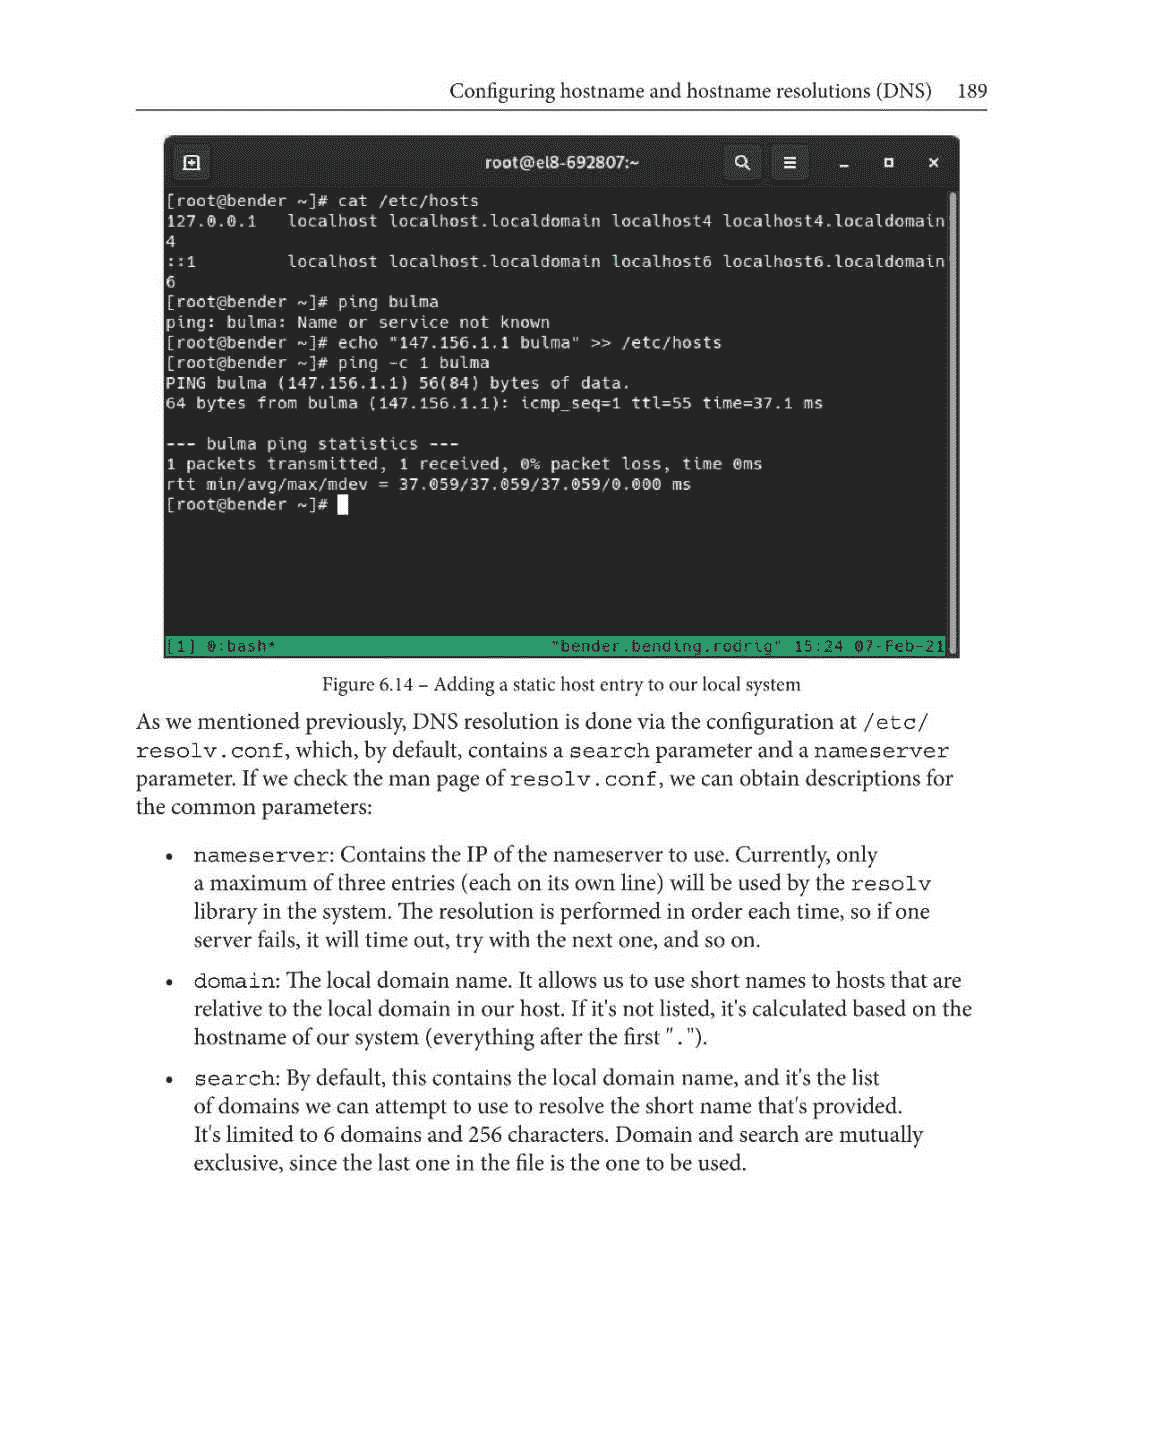 Configuring hostname and hostname resolutions (DNS) 189
root@el8-692807:~
[root@bender ~]# cat /etc/hosts
127.0.0.1 localhost localhost.localdomain localhost4 localhost4.localdomain
4
::1 localhost localhost.localdomain localhost6 localhost6.localdomain
6
[root@bender ~]# ping bulma
ping: bulma: Name or service not known
[root@bender ~]# echo "147.156.1.1 bulma" >> /etc/hosts
[root@bender ~]# ping -c 1 bulma
PING bulma (147.156.1.1) 56(84) bytes of data.
64 bytes from bulma (147.156.1.1): icmp_seq=1 ttl=55 time=37.1 ms
--- bulma ping statistics ---
1 packets transmitted, 1 received, 0% packet loss, time 0ms
rtt min/avg/max/mdev = 37.059/37.059/37.059/0.000 ms
[root@bender ~]#
[1] 0:bash* "bender.bending.rodrig" 15:24 07-Feb-21
Figure 6.14 – Adding a static host entry to our local system
As we mentioned previously, DNS resolution is done via the configuration at /etc/
resolv.conf, which, by default, contains a search parameter and a nameserver
parameter. If we check the man page of resolv.conf, we can obtain descriptions for
the common parameters:
• nameserver: Contains the IP of the nameserver to use. Currently, only
a maximum of three entries (each on its own line) will be used by the resolv
library in the system. The resolution is performed in order each time, so if one
server fails, it will time out, try with the next one, and so on.
• domain: The local domain name. It allows us to use short names to hosts that are
relative to the local domain in our host. If it's not listed, it's calculated based on the
hostname of our system (everything after the first ".").
• search: By default, this contains the local domain name, and it's the list
of domains we can attempt to use to resolve the short name that's provided.
It's limited to 6 domains and 256 characters. Domain and search are mutually
exclusive, since the last one in the file is the one to be used.